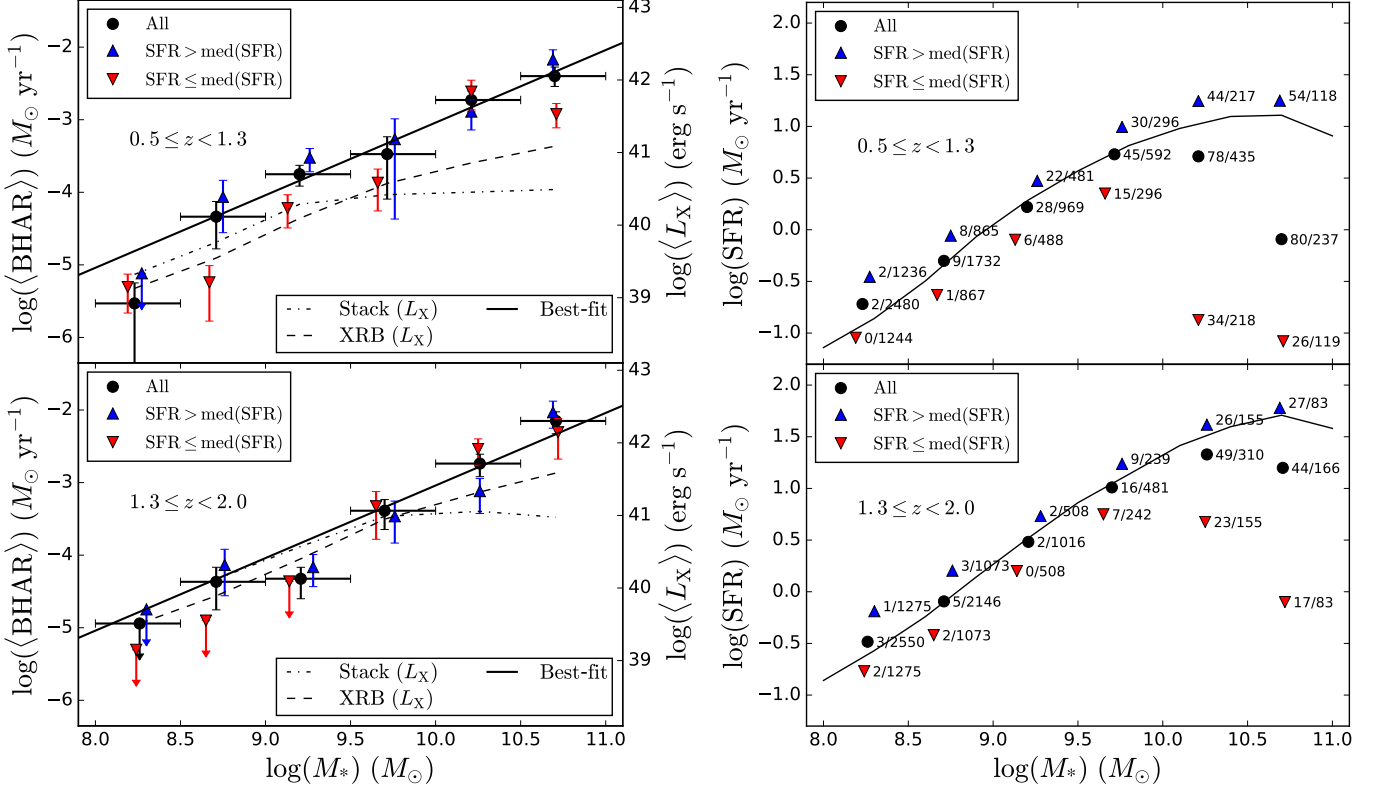 All
SFR > med(SFR)
SFR ≤ med(SFR)
0.5 ≤ z < 1.3
Stack (L_X)
XRB (L_X)
Best-fit
−2
−3
−4
−5
−6
43
42
41
40
39
log(⟨BHAR⟩) (M_⊙ yr^−1)
log(⟨L_X⟩) (erg s^−1)
All
SFR > med(SFR)
SFR ≤ med(SFR)
0.5 ≤ z < 1.3
2.0
1.5
1.0
0.5
0.0
−0.5
−1.0
log(SFR) (M_⊙ yr^−1)
44/217
54/118
30/296
45/592
78/435
22/481
15/296
28/969
8/865
6/488
80/237
9/1732
2/1236
1/867
2/2480
0/1244
34/218
26/119
All
SFR > med(SFR)
SFR ≤ med(SFR)
1.3 ≤ z < 2.0
Stack (L_X)
XRB (L_X)
Best-fit
−2
−3
−4
−5
−6
43
42
41
40
39
log(⟨BHAR⟩) (M_⊙ yr^−1)
log(⟨L_X⟩) (erg s^−1)
8.0 8.5 9.0 9.5 10.0 10.5 11.0
log(M_*) (M_⊙)
All
SFR > med(SFR)
SFR ≤ med(SFR)
1.3 ≤ z < 2.0
2.0
1.5
1.0
0.5
0.0
−0.5
−1.0
log(SFR) (M_⊙ yr^−1)
27/83
26/155
49/310
44/166
9/239
16/481
2/508
7/242
23/155
2/1016
3/1073
0/508
5/2146
17/83
1/1275
2/1073
3/2550
2/1275
8.0 8.5 9.0 9.5 10.0 10.5 11.0
log(M_*) (M_⊙)